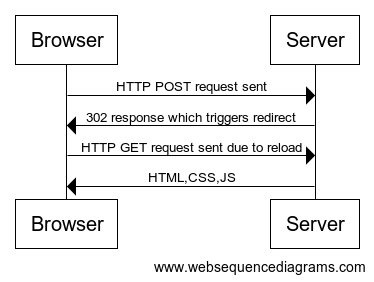 Browser
Server
HTTP POST request sent
302 response which triggers redirect
HTTP GET request sent due to reload
HTML,CSS,JS
Browser
Server
www.websequencediagrams.com